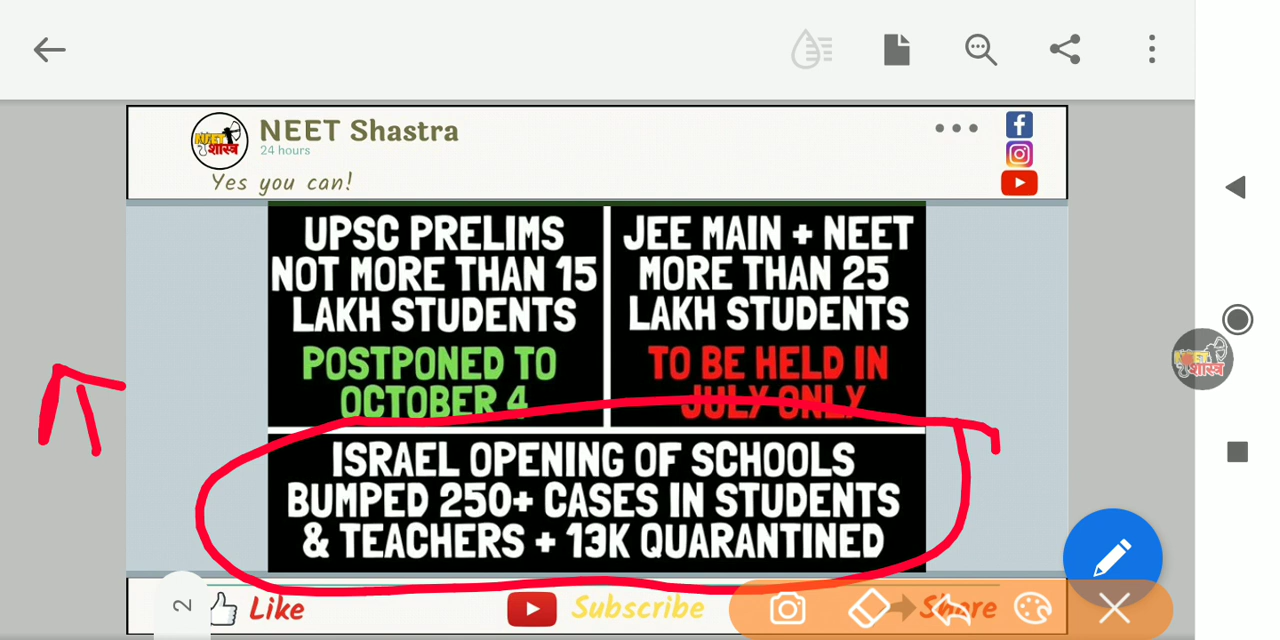 NEET Shastra
24 hours
Yes you can!
UPSC PRELIMS
NOT MORE THAN 15
LAKH STUDENTS
POSTPONED TO
OCTOBER 4
JEE MAIN + NEET
MORE THAN 25
LAKH STUDENTS
TO BE HELD IN
JULY ONLY
ISRAEL OPENING OF SCHOOLS
BUMPED 250+ CASES IN STUDENTS
& TEACHERS + 13K QUARANTINED
2
Like
Subscribe
Share
NEET
शास्त्र